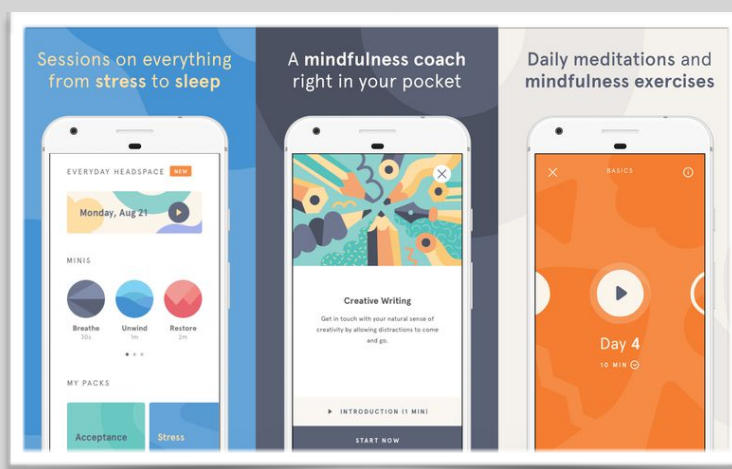 Sessions on everything
from stress to sleep
EVERYDAY HEADSPACE NEW
Monday, Aug 21
MINIS
Breathe
30s
Unwind
1m
Restore
2m
MY PACKS
Acceptance
Stress
A mindfulness coach
right in your pocket
Creative Writing
Get in touch with your natural sense of
creativity by allowing distractions to come
and go.
INTRODUCTION (1 MIN)
START NOW
Daily meditations and
mindfulness exercises
BASICS
Day 4
10 MIN